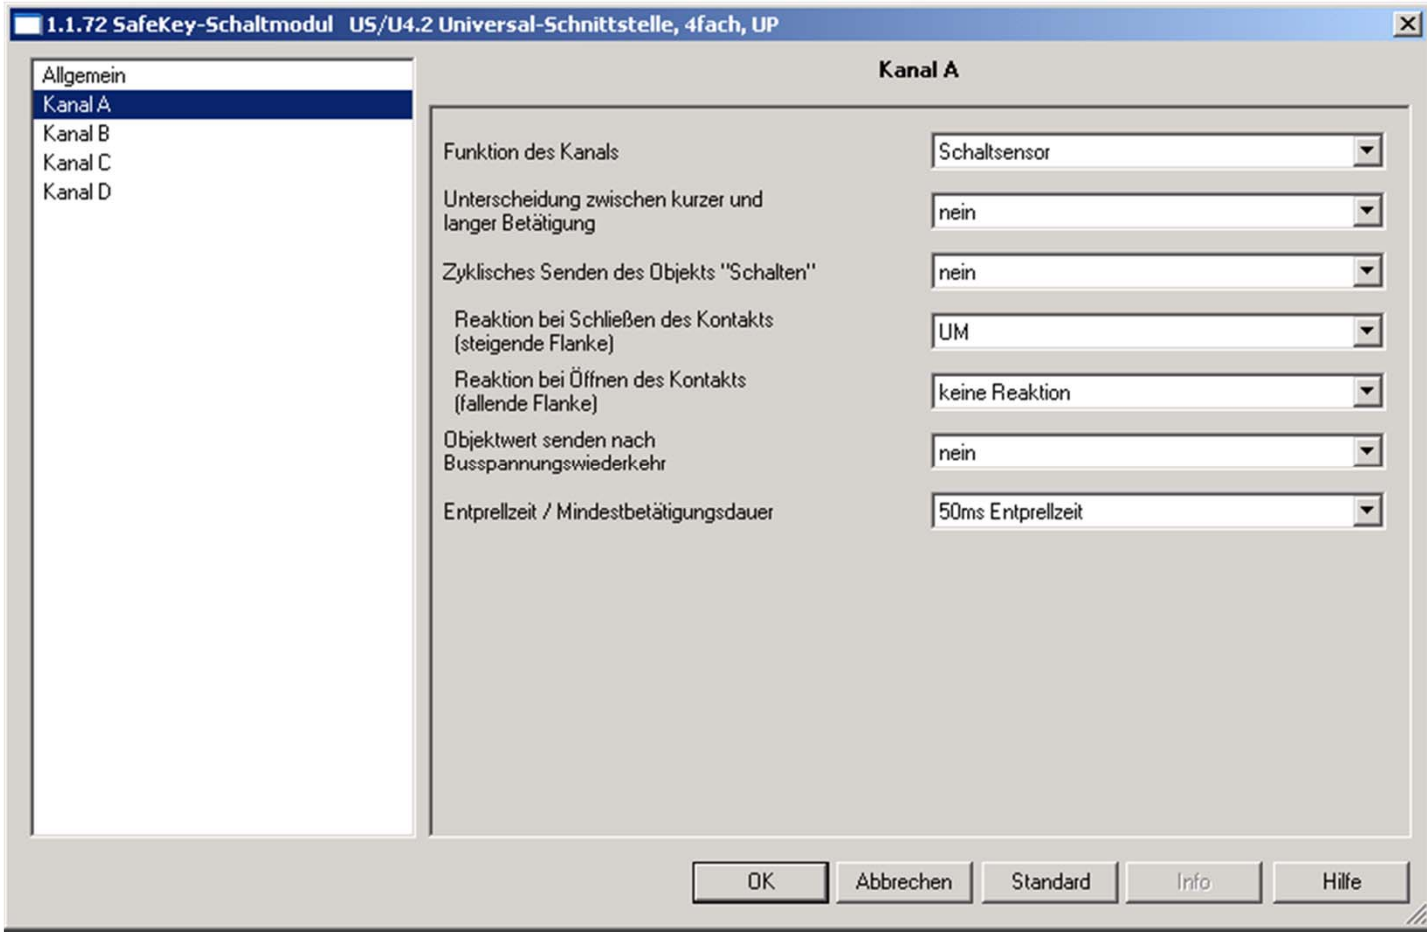 1.1.72 SafeKey-Schaltmodul US/U4.2 Universal-Schnittstelle, 4fach, UP
Allgemein
Kanal A
Kanal B
Kanal C
Kanal D
Kanal A
Funktion des Kanals
Schaltsensor
Unterscheidung zwischen kurzer und
langer Betätigung
nein
Zyklisches Senden des Objekts "Schalten"
nein
Reaktion bei Schließen des Kontakts
(steigende Flanke)
UM
Reaktion bei Öffnen des Kontakts
(fallende Flanke)
keine Reaktion
Objektwert senden nach
Busspannungswiederkehr
nein
Entprellzeit / Mindestbetätigungsdauer
50ms Entprellzeit
OK
Abbrechen
Standard
Info
Hilfe